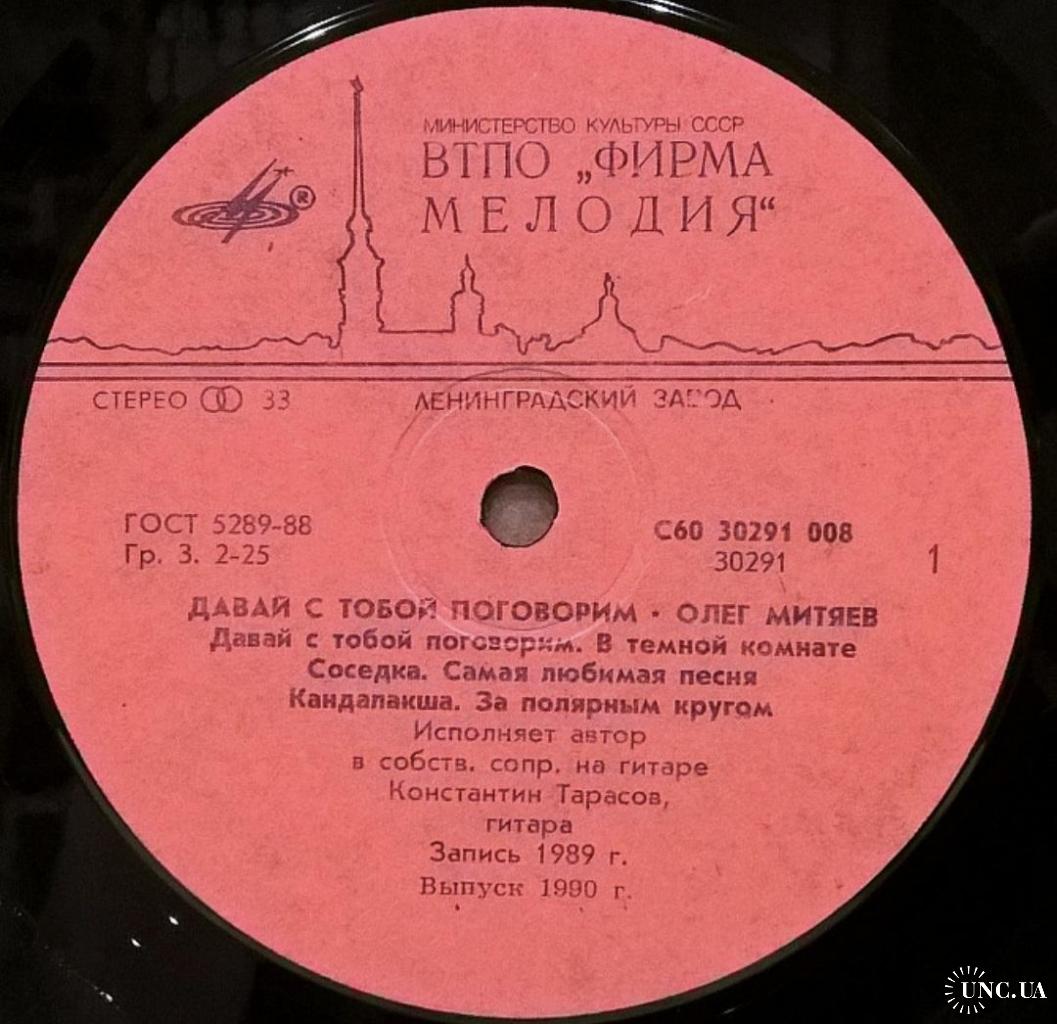 МИНИСТЕРСТВО КУЛЬТУРЫ СССР
ВТПО „ФИРМА
МЕЛОДИЯ“
®
СТЕРЕО 33
ЛЕНИНГРАДСКИЙ ЗАВОД
ГОСТ 5289-88
Гр. 3. 2-25
С60 30291 008
30291
1
ДАВАЙ С ТОБОЙ ПОГОВОРИМ · ОЛЕГ МИТЯЕВ
Давай с тобой поговорим. В темной комнате
Соседка. Самая любимая песня
Кандалакша. За полярным кругом
Исполняет автор
в собств. сопр. на гитаре
Константин Тарасов,
гитара
Запись 1989 г.
Выпуск 1990 г.
UNC.UA